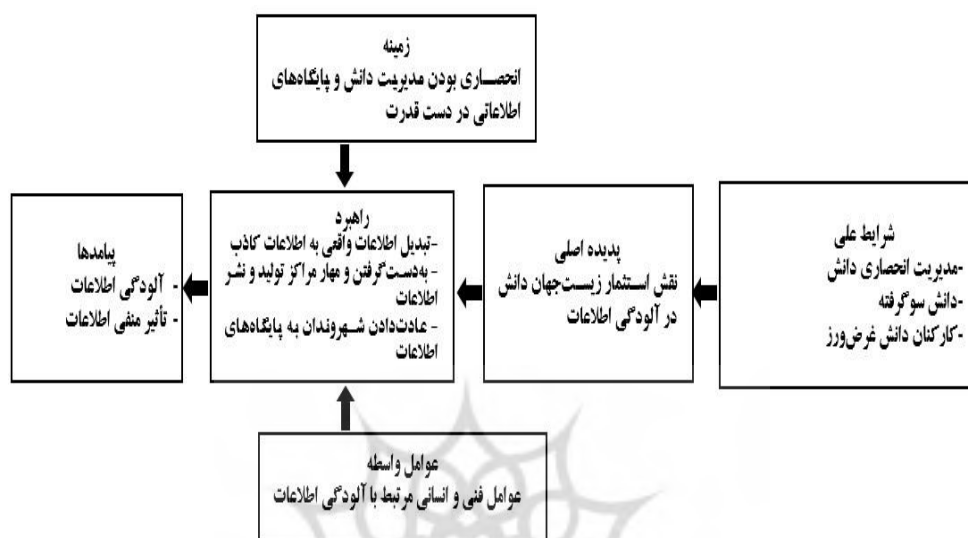 زمینه
انحصاری بودن مدیریت دانش و پایگاه‌های
اطلاعاتی در دست قدرت
شرایط علی
-مدیریت انحصاری دانش
-دانش سوگرفته
-کارکنان دانش غرض‌ورز
پدیده اصلی
نقش استثمار زیست‌جهان دانش
در آلودگی اطلاعات
راهبرد
-تبدیل اطلاعات واقعی به اطلاعات کاذب
-به‌دست‌گرفتن و مهار مراکز تولید و نشر
اطلاعات
- عادت‌دادن شهروندان به پایگاه‌های
اطلاعات
پیامدها
- آلودگی اطلاعات
- تأثیر منفی اطلاعات
عوامل واسطه
عوامل فنی و انسانی مرتبط با آلودگی اطلاعات